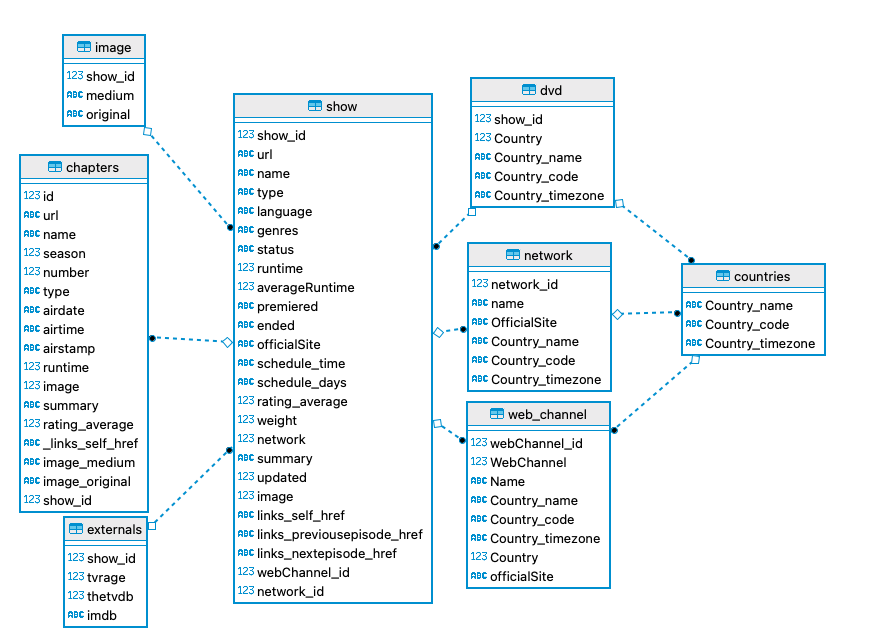 image
123 show_id
ABC medium
ABC original
chapters
123 id
ABC url
ABC name
123 season
123 number
ABC type
ABC airdate
ABC airtime
ABC airstamp
123 runtime
123 image
ABC summary
123 rating_average
ABC _links_self_href
ABC image_medium
ABC image_original
123 show_id
externals
123 show_id
123 tvrage
123 thetvdb
ABC imdb
show
123 show_id
ABC url
ABC name
ABC type
ABC language
ABC genres
ABC status
123 runtime
123 averageRuntime
ABC premiered
ABC ended
ABC officialSite
ABC schedule_time
ABC schedule_days
123 rating_average
123 weight
123 network
ABC summary
123 updated
123 image
ABC links_self_href
ABC links_previousepisode_href
ABC links_nextepisode_href
123 webChannel_id
123 network_id
dvd
123 show_id
123 Country
ABC Country_name
ABC Country_code
ABC Country_timezone
network
123 network_id
ABC name
ABC OfficialSite
ABC Country_name
ABC Country_code
ABC Country_timezone
web_channel
123 webChannel_id
123 WebChannel
ABC Name
ABC Country_name
ABC Country_code
ABC Country_timezone
123 Country
ABC officialSite
countries
ABC Country_name
ABC Country_code
ABC Country_timezone